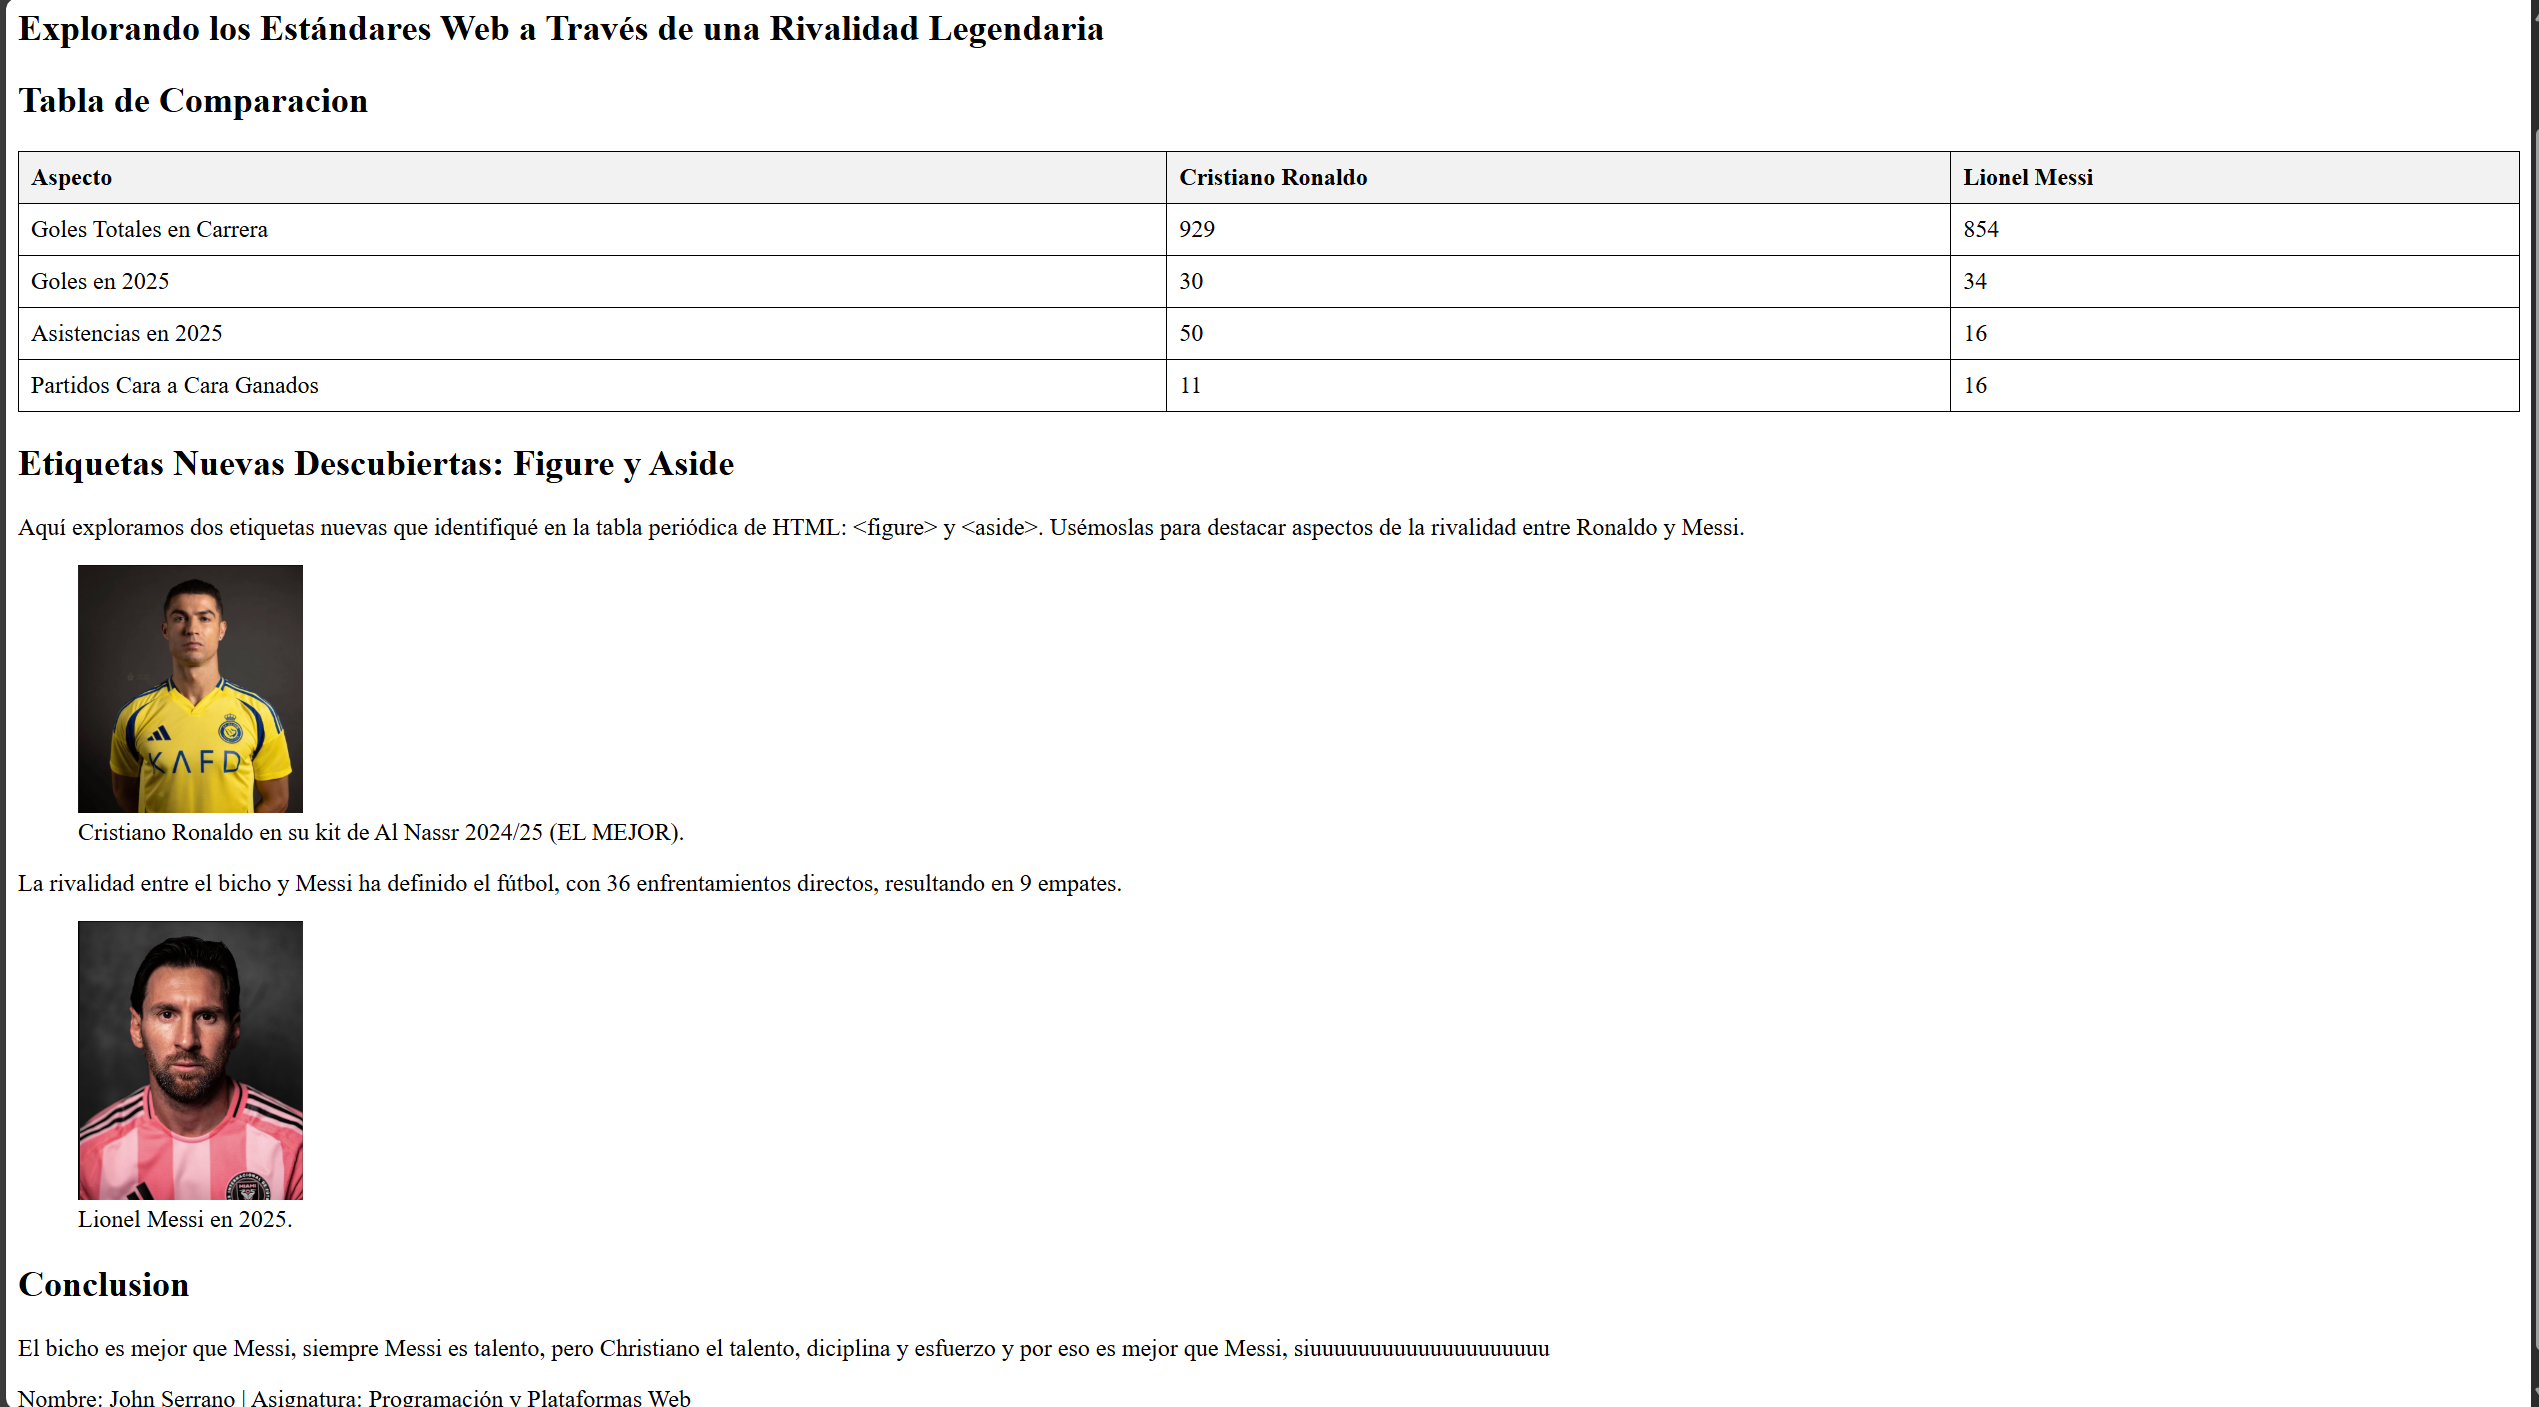 Explorando los Estándares Web a Través de una Rivalidad Legendaria
Tabla de Comparacion
Aspecto Cristiano Ronaldo Lionel Messi
Goles Totales en Carrera 929 854
Goles en 2025 30 34
Asistencias en 2025 50 16
Partidos Cara a Cara Ganados 11 16
Etiquetas Nuevas Descubiertas: Figure y Aside
Aquí exploramos dos etiquetas nuevas que identifiqué en la tabla periódica de HTML: <figure> y <aside>. Usémoslas para destacar aspectos de la rivalidad entre Ronaldo y Messi.
KAFD
Cristiano Ronaldo en su kit de Al Nassr 2024/25 (EL MEJOR).
La rivalidad entre el bicho y Messi ha definido el fútbol, con 36 enfrentamientos directos, resultando en 9 empates.
MIAMI
Lionel Messi en 2025.
Conclusion
El bicho es mejor que Messi, siempre Messi es talento, pero Christiano el talento, diciplina y esfuerzo y por eso es mejor que Messi, siuuuuuuuuuuuuuuuuuuuu
Nombre: John Serrano | Asignatura: Programación y Plataformas Web